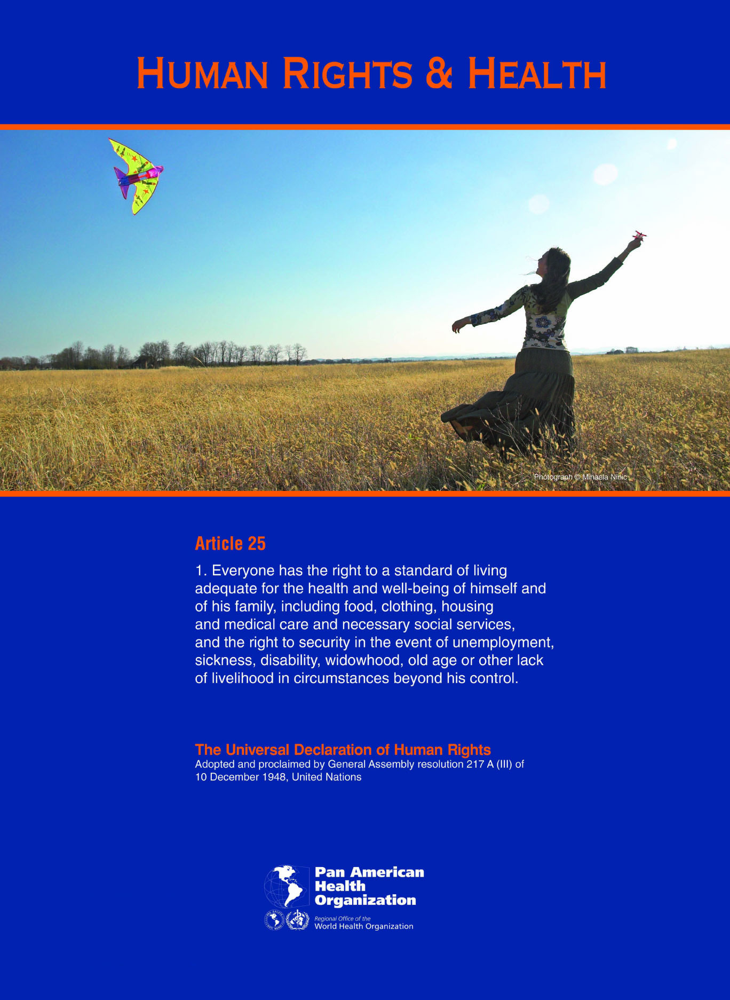 HUMAN RIGHTS & HEALTH
Photograph © Mihaela Ninic
Article 25
1. Everyone has the right to a standard of living
adequate for the health and well-being of himself and
of his family, including food, clothing, housing
and medical care and necessary social services,
and the right to security in the event of unemployment,
sickness, disability, widowhood, old age or other lack
of livelihood in circumstances beyond his control.
The Universal Declaration of Human Rights
Adopted and proclaimed by General Assembly resolution 217 A (III) of
10 December 1948, United Nations
Pan American
Health
Organization
PRO SALUTE
NOVI MUNDI
Regional Office of the
World Health Organization